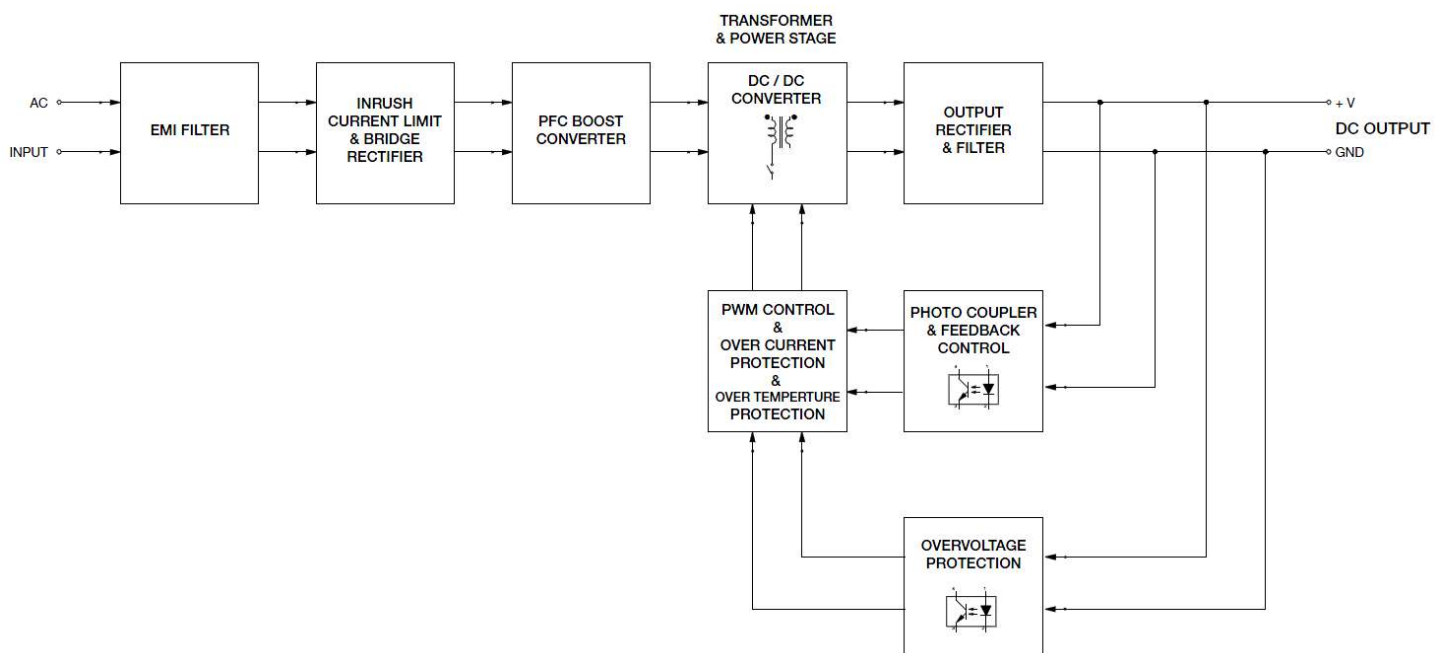 TRANSFORMER
& POWER STAGE
AC
INPUT
EMI FILTER
INRUSH
CURRENT LIMIT
& BRIDGE
RECTIFIER
PFC BOOST
CONVERTER
DC / DC
CONVERTER
OUTPUT
RECTIFIER
& FILTER
+ V
DC OUTPUT
GND
PWM CONTROL
&
OVER CURRENT
PROTECTION
&
OVER TEMPERTURE
PROTECTION
PHOTO COUPLER
& FEEDBACK
CONTROL
OVERVOLTAGE
PROTECTION